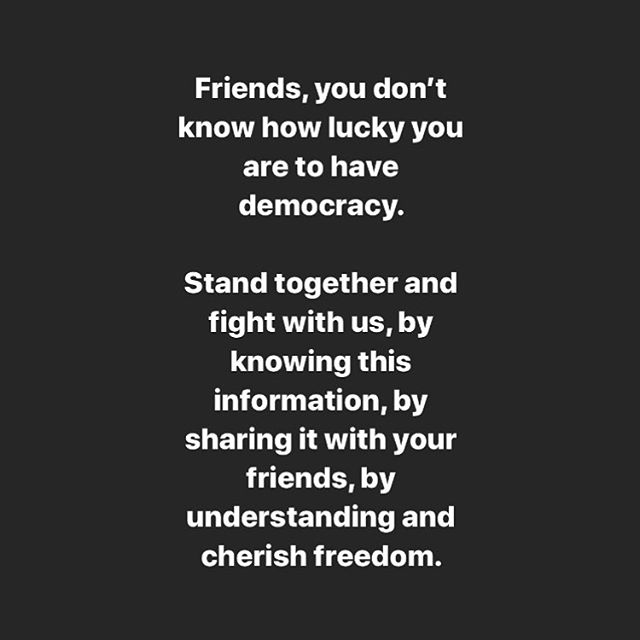 Friends, you don’t
know how lucky you
are to have
democracy.
Stand together and
fight with us, by
knowing this
information, by
sharing it with your
friends, by
understanding and
cherish freedom.